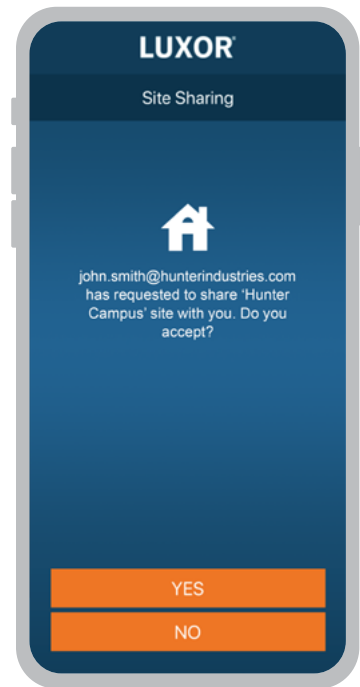 LUXOR®
Site Sharing
john.smith@hunterindustries.com
has requested to share ‘Hunter
Campus’ site with you. Do you
accept?
YES
NO